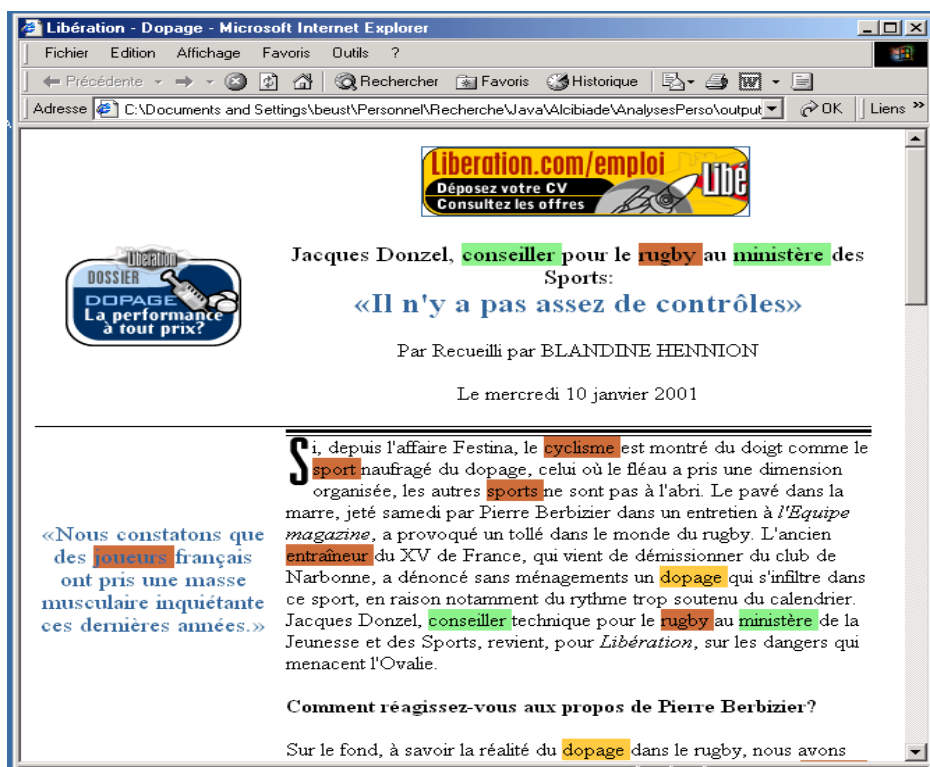 Libération - Dopage - Microsoft Internet Explorer
Fichier Edition Affichage Favoris Outils ?
Précédente Rechercher Favoris Historique
Adresse C:\Documents and Settings\beust\Personnel\Recherche\Java\Alcibiade\AnalysesPerso\output OK Liens »
Liberation.com/emploi
Déposez votre CV
Consultez les offres
Libé
Libération
DOSSIER
DOPAGE
La performance
à tout prix?
Jacques Donzel, conseiller pour le rugby au ministère des
Sports:
«Il n'y a pas assez de contrôles»
Par Recueilli par BLANDINE HENNION
Le mercredi 10 janvier 2001
«Nous constatons que
des joueurs français
ont pris une masse
musculaire inquiétante
ces dernières années.»
Si, depuis l'affaire Festina, le cyclisme est montré du doigt comme le
sport naufragé du dopage, celui où le fléau a pris une dimension
organisée, les autres sports ne sont pas à l'abri. Le pavé dans la
marre, jeté samedi par Pierre Berbizier dans un entretien à l'Equipe
magazine, a provoqué un tollé dans le monde du rugby. L'ancien
entraîneur du XV de France, qui vient de démissionner du club de
Narbonne, a dénoncé sans ménagements un dopage qui s'infiltre dans
ce sport, en raison notamment du rythme trop soutenu du calendrier.
Jacques Donzel, conseiller technique pour le rugby au ministère de la
Jeunesse et des Sports, revient, pour Libération, sur les dangers qui
menacent l'Ovalie.
Comment réagissez-vous aux propos de Pierre Berbizier?
Sur le fond, à savoir la réalité du dopage dans le rugby, nous avons